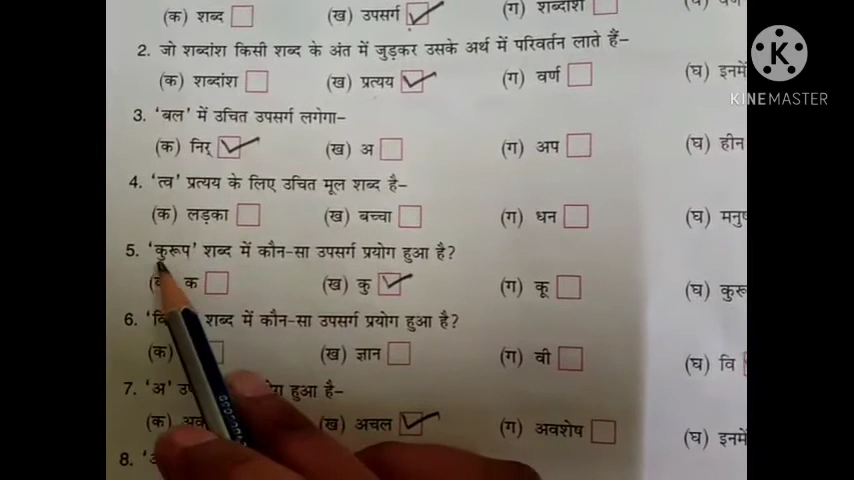 (क) शब्द (ख) उपसर्ग (ग) शब्दांश (घ)
2. जो शब्दांश किसी शब्द के अंत में जुड़कर उसके अर्थ में परिवर्तन लाते हैं–
(क) शब्दांश (ख) प्रत्यय (ग) वर्ण (घ) इनमें
3. 'बल' में उचित उपसर्ग लगेगा–
(क) निर् (ख) अ (ग) अप (घ) हीन
4. 'त्व' प्रत्यय के लिए उचित मूल शब्द है–
(क) लड़का (ख) बच्चा (ग) धन (घ)
5. 'कुरूप' शब्द में कौन-सा उपसर्ग प्रयोग हुआ है?
क (ख) कु (ग) कू (घ)
6. शब्द में कौन-सा उपसर्ग प्रयोग हुआ है?
(क) (ख) ज्ञान (ग) वी (घ) वि
7. 'अ' हुआ है–
(क) (ख) अचल (ग) अवशेष (घ) इनमें
8.
KINEMASTER